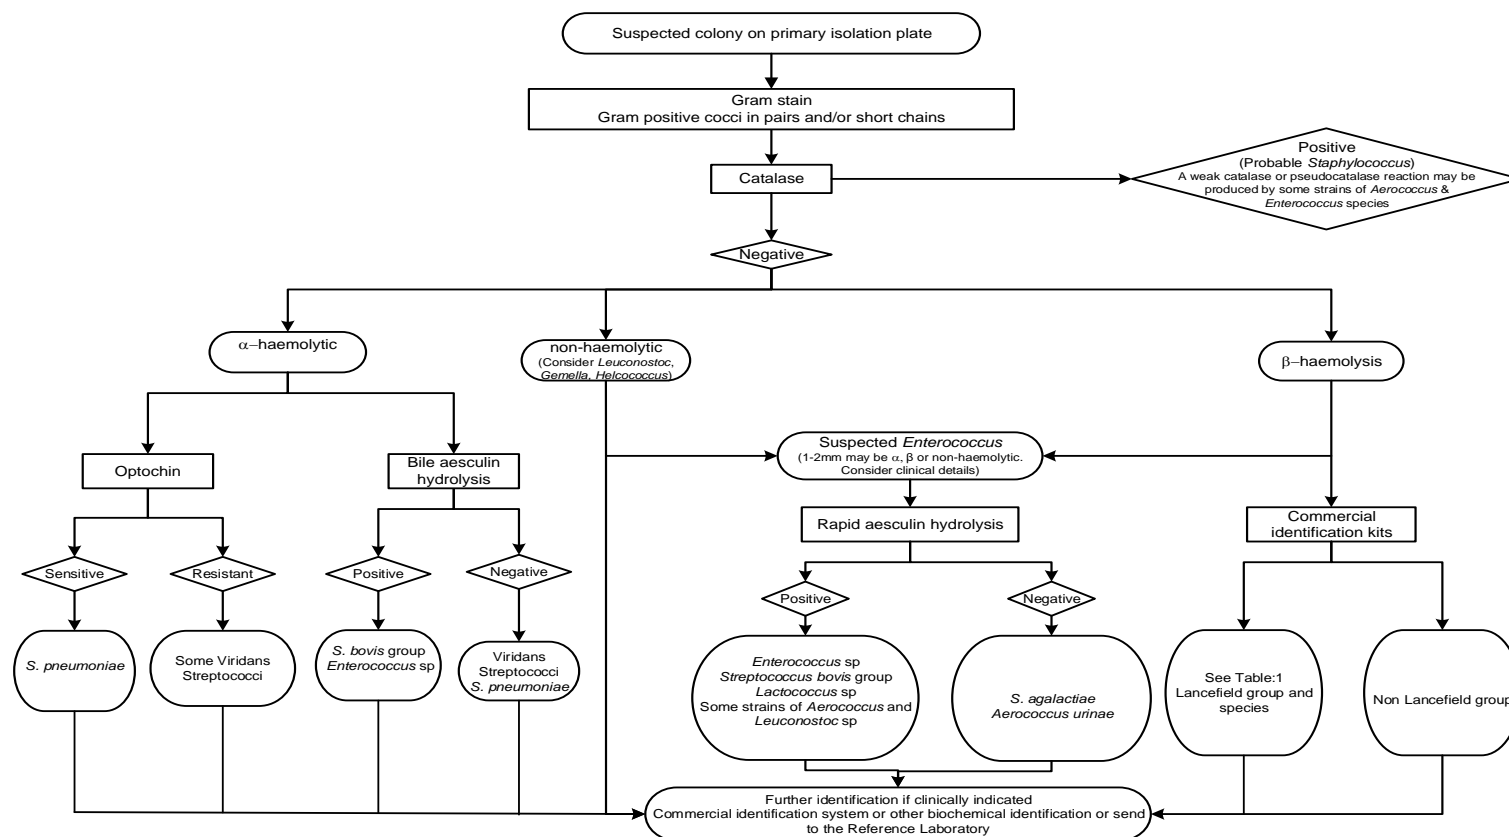 Suspected colony on primary isolation plate
Gram stain
Gram positive cocci in pairs and/or short chains
Catalase
Positive
(Probable Staphylococcus)
A weak catalase or pseudocatalase reaction may be
produced by some strains of Aerococcus &
Enterococcus species
Negative
α−haemolytic
non-haemolytic
(Consider Leuconostoc,
Gemella, Helcococcus)
β−haemolysis
Optochin
Bile aesculin
hydrolysis
Suspected Enterococcus
(1-2mm may be α, β or non-haemolytic.
Consider clinical details)
Rapid aesculin hydrolysis
Commercial
identification kits
Sensitive
Resistant
Positive
Negative
Positive
Negative
S. pneumoniae
Some Viridans
Streptococci
S. bovis group
Enterococcus sp
Viridans
Streptococci
S. pneumoniae
Enterococcus sp
Streptococcus bovis group
Lactococcus sp
Some strains of Aerococcus and
Leuconostoc sp
S. agalactiae
Aerococcus urinae
See Table:1
Lancefield group and
species
Non Lancefield group
Further identification if clinically indicated
Commercial identification system or other biochemical identification or send
to the Reference Laboratory